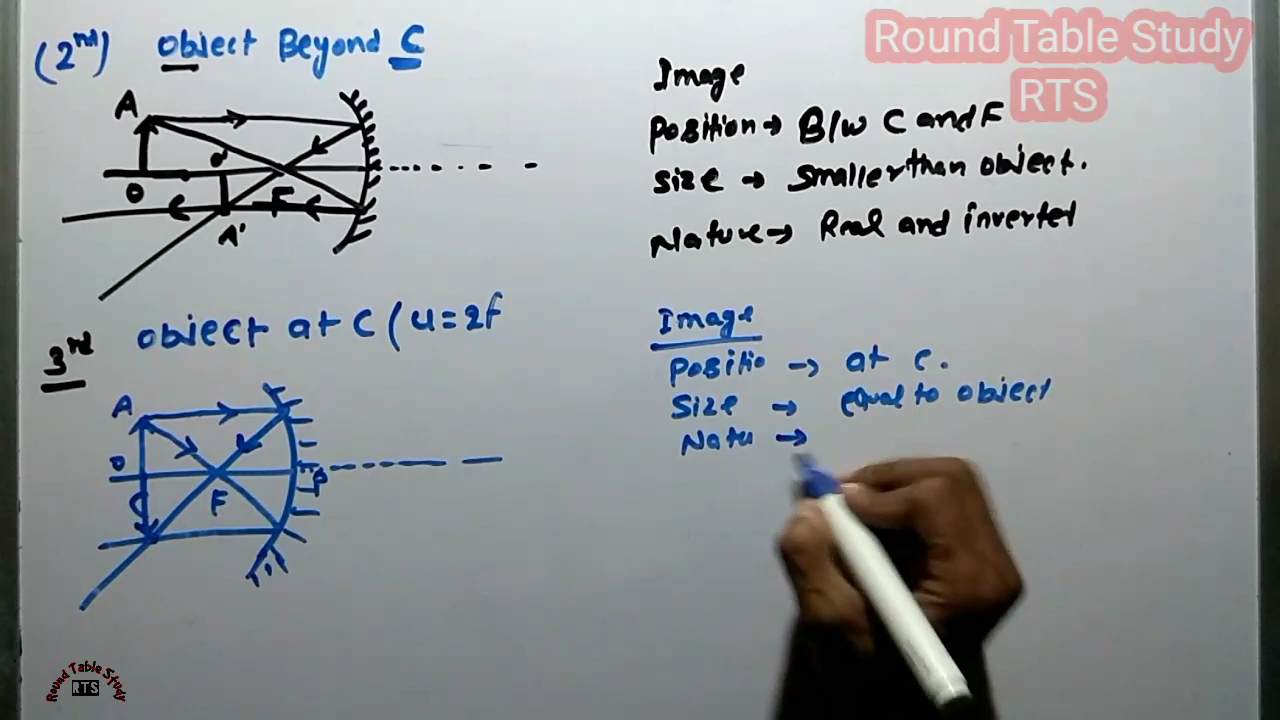 Round Table Study
RTS
(2nd) Object Beyond C
A
O
O'
F
A'
Image
Position → B/w C and F
Size → Smaller than object.
Nature → Real and inverted
3rd object at C (u=2f
A
O
C
F
P
Image
Positio → at c.
Size → equal to object
Natu →
Round Table Study
RTS